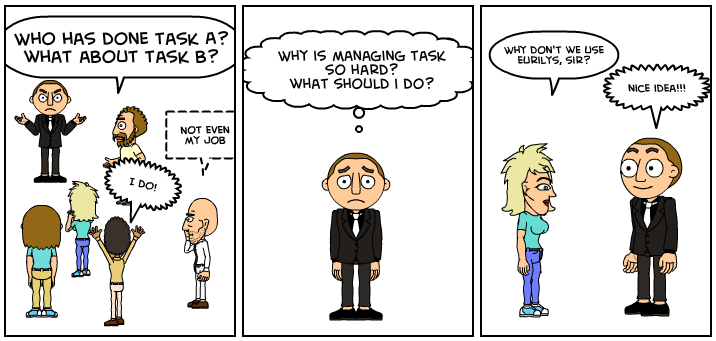 WHO HAS DONE TASK A?
WHAT ABOUT TASK B?
NOT EVEN
MY JOB
I DO!
WHY IS MANAGING TASK
SO HARD?
WHAT SHOULD I DO?
WHY DON'T WE USE
EURILYS, SIR?
NICE IDEA!!!